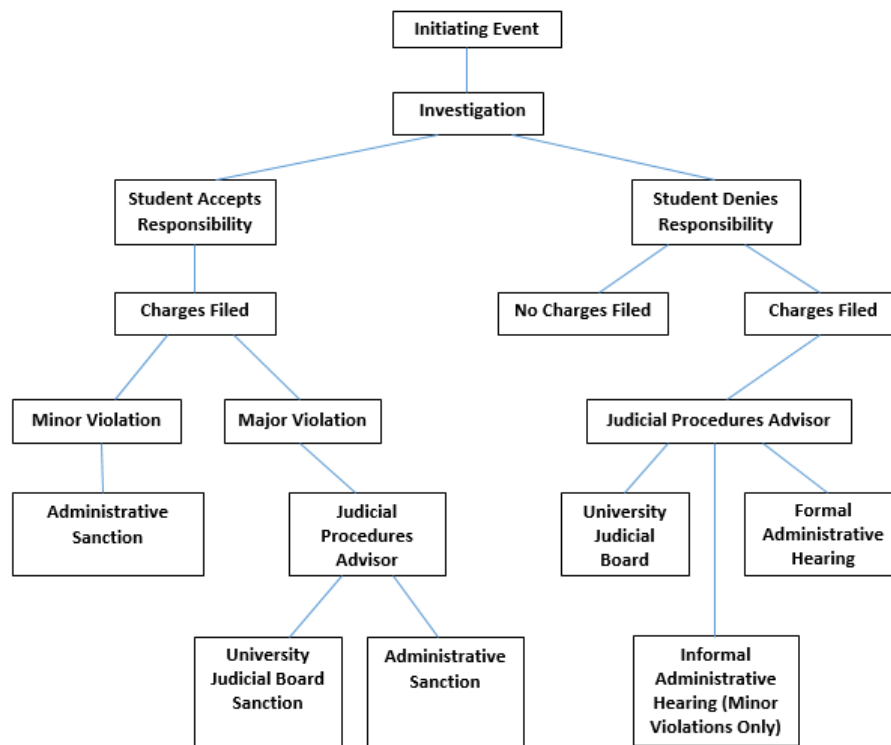 Initiating Event
Investigation
Student Accepts
Responsibility
Student Denies
Responsibility
Charges Filed
No Charges Filed
Charges Filed
Minor Violation
Major Violation
Judicial Procedures Advisor
Administrative
Sanction
Judicial
Procedures
Advisor
University
Judicial
Board
Formal
Administrative
Hearing
University
Judicial Board
Sanction
Administrative
Sanction
Informal
Administrative
Hearing (Minor
Violations Only)